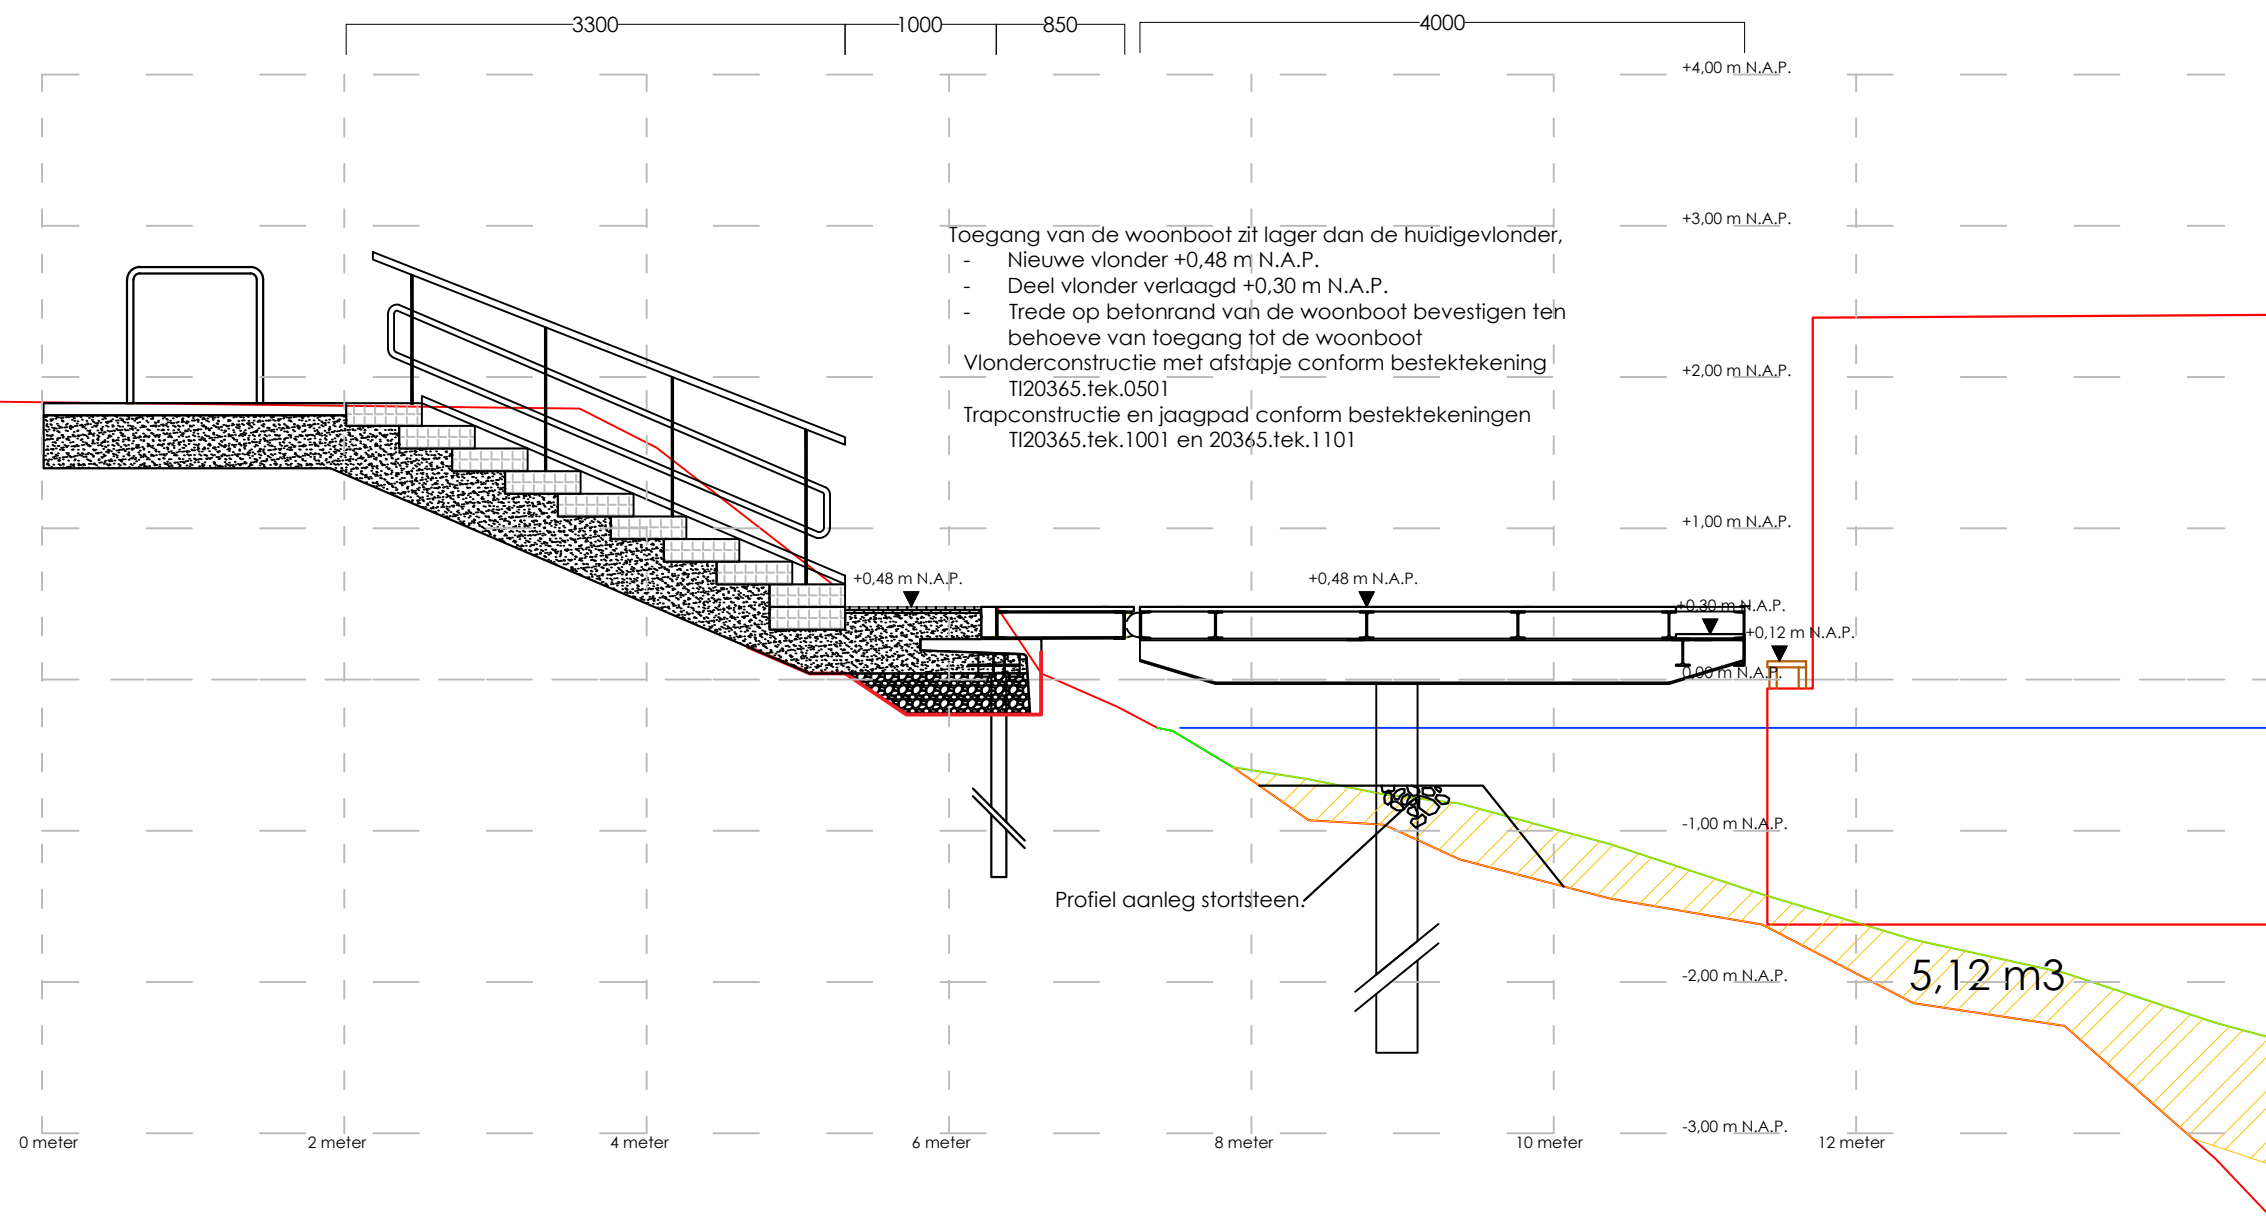 3300
1000
850
4000
+4,00 m N.A.P.
+3,00 m N.A.P.
Toegang van de woonboot zit lager dan de huidigevlonder,
- Nieuwe vlonder +0,48 m N.A.P.
- Deel vlonder verlaagd +0,30 m N.A.P.
- Trede op betonrand van de woonboot bevestigen ten
behoeve van toegang tot de woonboot
Vlonderconstructie met afstapje conform bestektekening
TI20365.tek.0501
Trapconstructie en jaagpad conform bestektekeningen
TI20365.tek.1001 en 20365.tek.1101
+2,00 m N.A.P.
+1,00 m N.A.P.
+0,48 m N.A.P.
+0,48 m N.A.P.
+0,30 m N.A.P.
+0,12 m N.A.P.
0,00 m N.A.P.
-1,00 m N.A.P.
Profiel aanleg stortsteen.
-2,00 m N.A.P.
5,12 m3
-3,00 m N.A.P.
0 meter
2 meter
4 meter
6 meter
8 meter
10 meter
12 meter